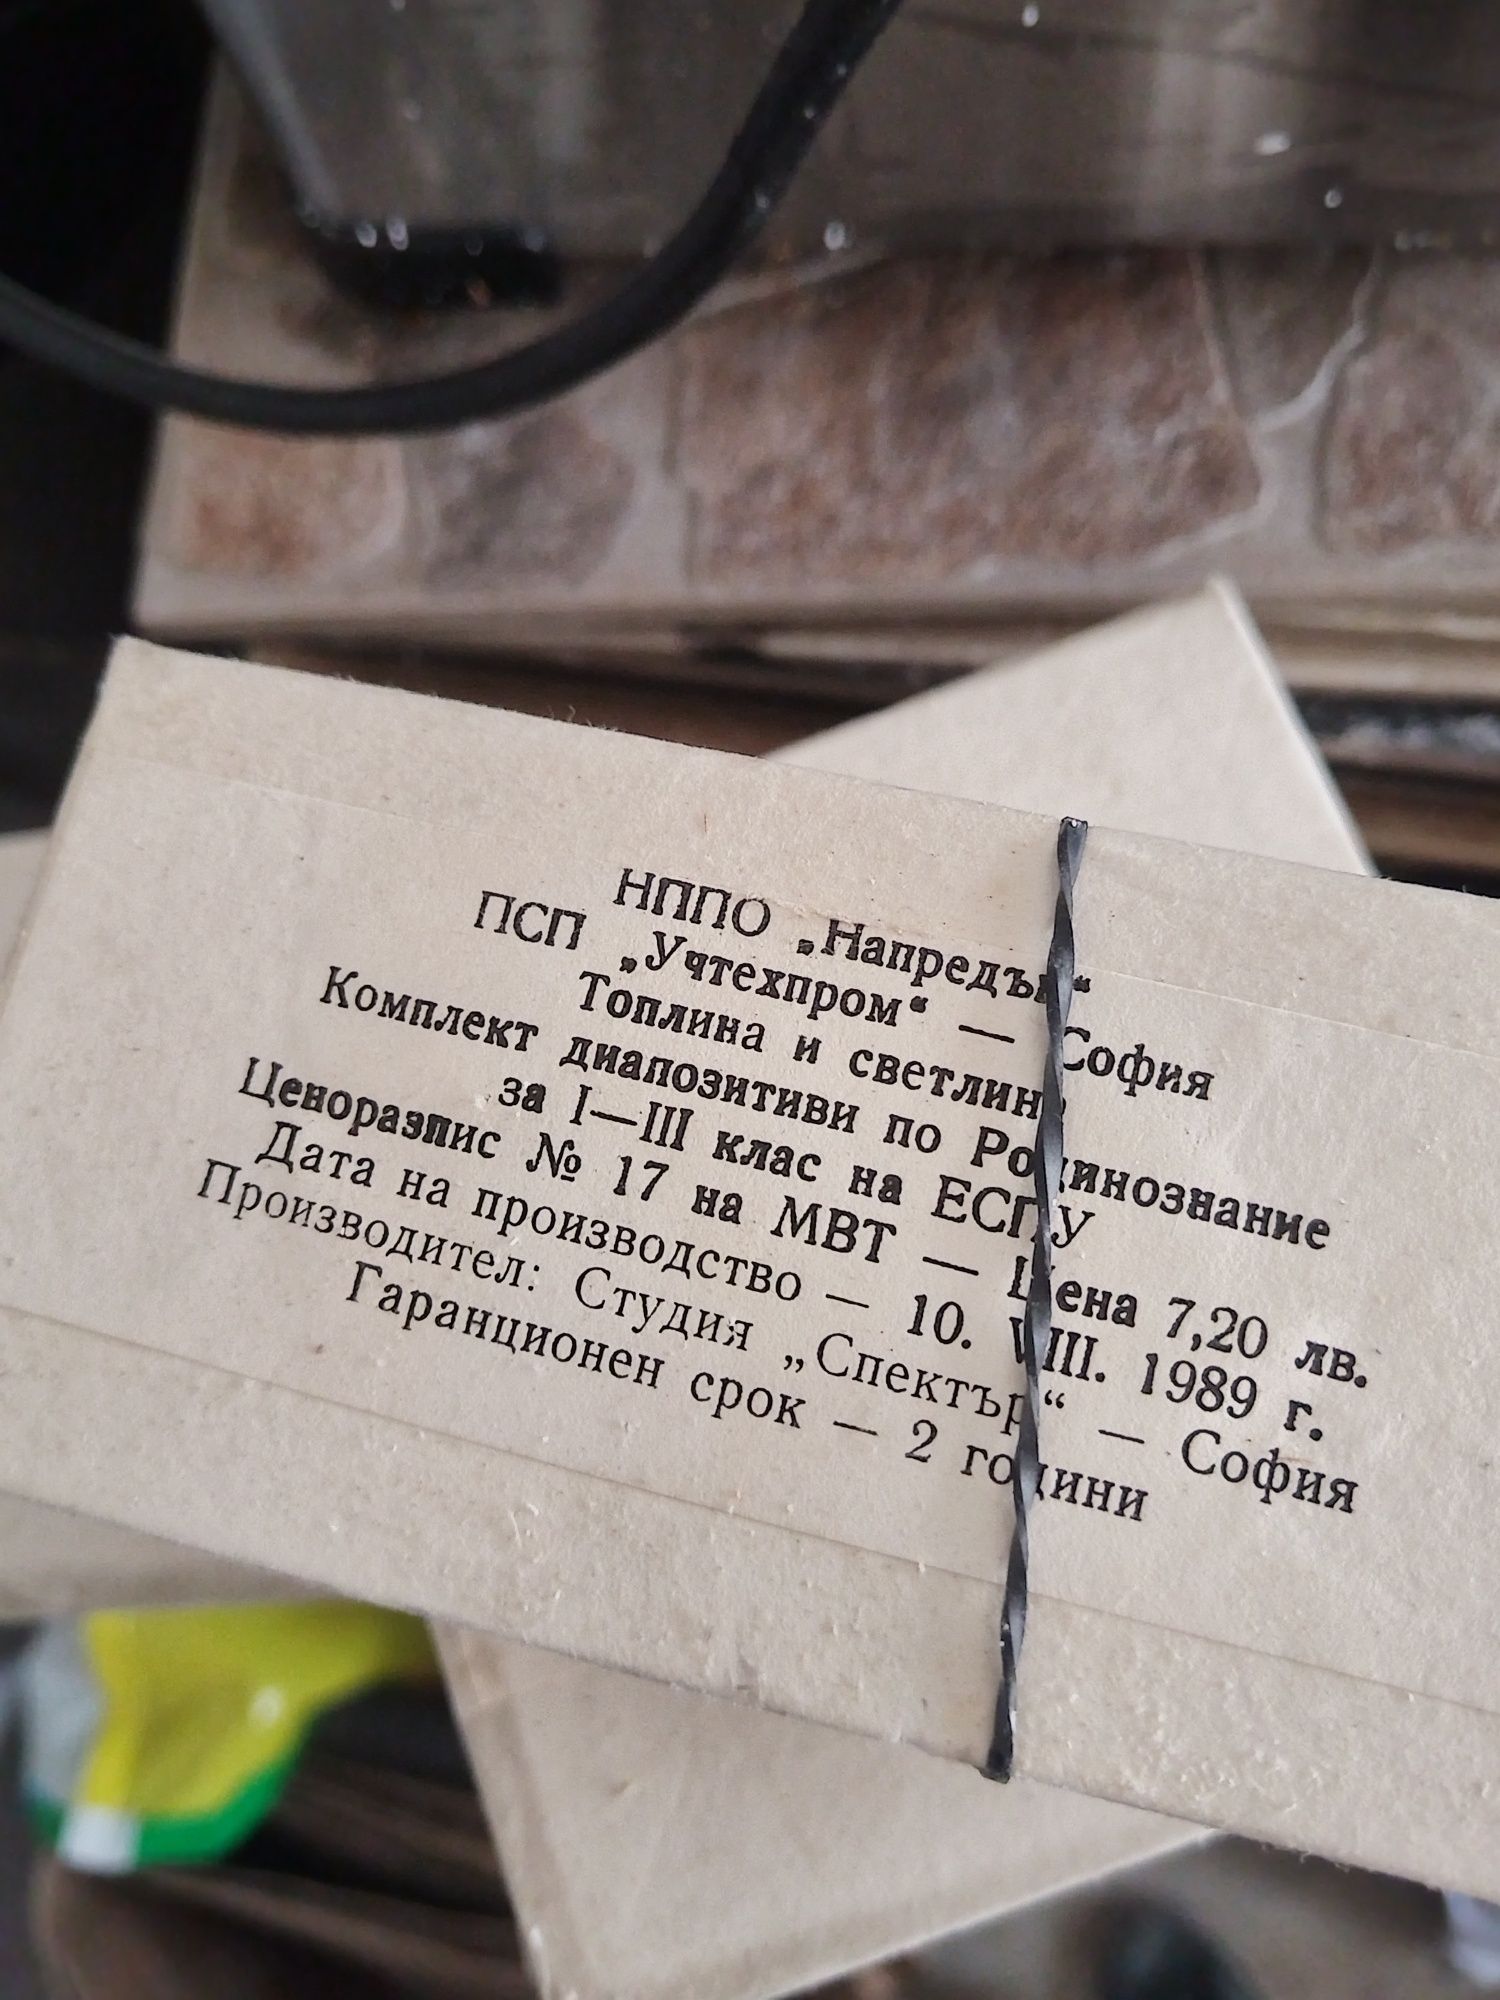 НППО „Напредък“
ПСП „Учтехпром“ — София
Топлина и светлина
Комплект диапозитиви по Родинознание
за I—III клас на ЕСПУ
Ценоразпис № 17 на МВТ — Цена 7,20 лв.
Дата на производство — 10. VIII. 1989 г.
Производител: Студия „Спектър“ — София
Гаранционен срок — 2 години